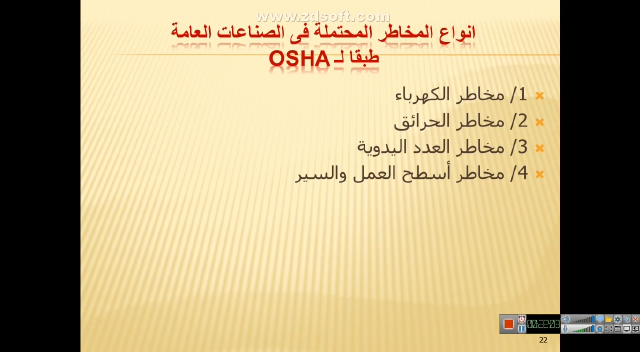 www.zdsoft.com
انواع المخاطر المحتملة فى الصناعات العامة
طبقا لـ OSHA
1/ مخاطر الكهرباء
2/ مخاطر الحرائق
3/ مخاطر العدد اليدوية
4/ مخاطر أسطح العمل والسير
22